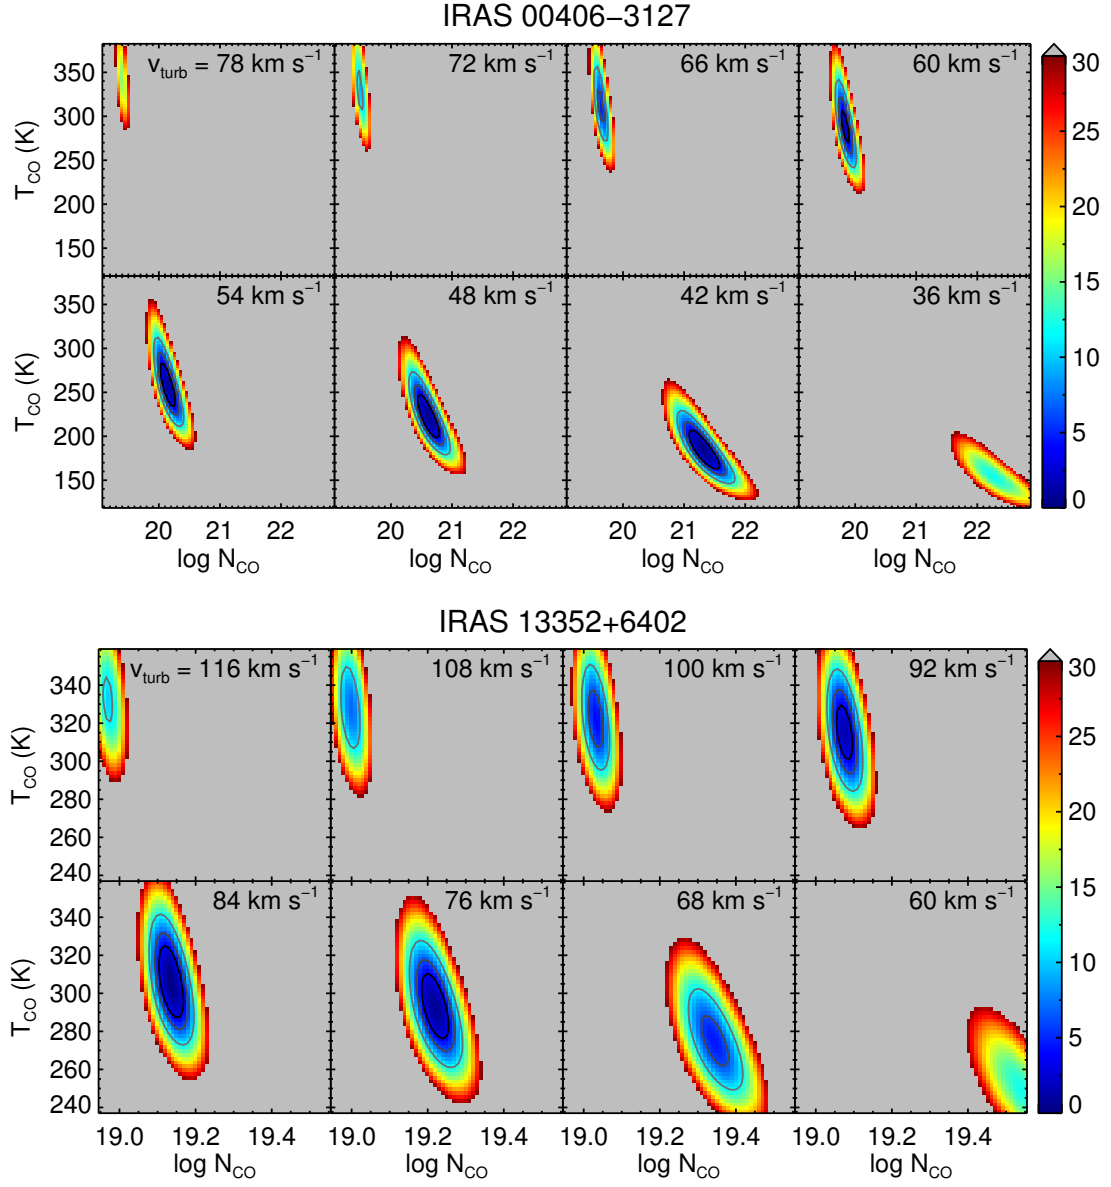 IRAS 00406−3127
v_turb = 78 km s⁻¹ 72 km s⁻¹ 66 km s⁻¹ 60 km s⁻¹
54 km s⁻¹ 48 km s⁻¹ 42 km s⁻¹ 36 km s⁻¹
T_CO (K)
350
300
250
200
150
T_CO (K)
350
300
250
200
150
20 21 22 20 21 22 20 21 22 20 21 22
log N_CO log N_CO log N_CO log N_CO
30
25
20
15
10
5
0
IRAS 13352+6402
v_turb = 116 km s⁻¹ 108 km s⁻¹ 100 km s⁻¹ 92 km s⁻¹
84 km s⁻¹ 76 km s⁻¹ 68 km s⁻¹ 60 km s⁻¹
T_CO (K)
340
320
300
280
260
240
T_CO (K)
340
320
300
280
260
240
19.0 19.2 19.4 19.0 19.2 19.4 19.0 19.2 19.4 19.0 19.2 19.4
log N_CO log N_CO log N_CO log N_CO
30
25
20
15
10
5
0